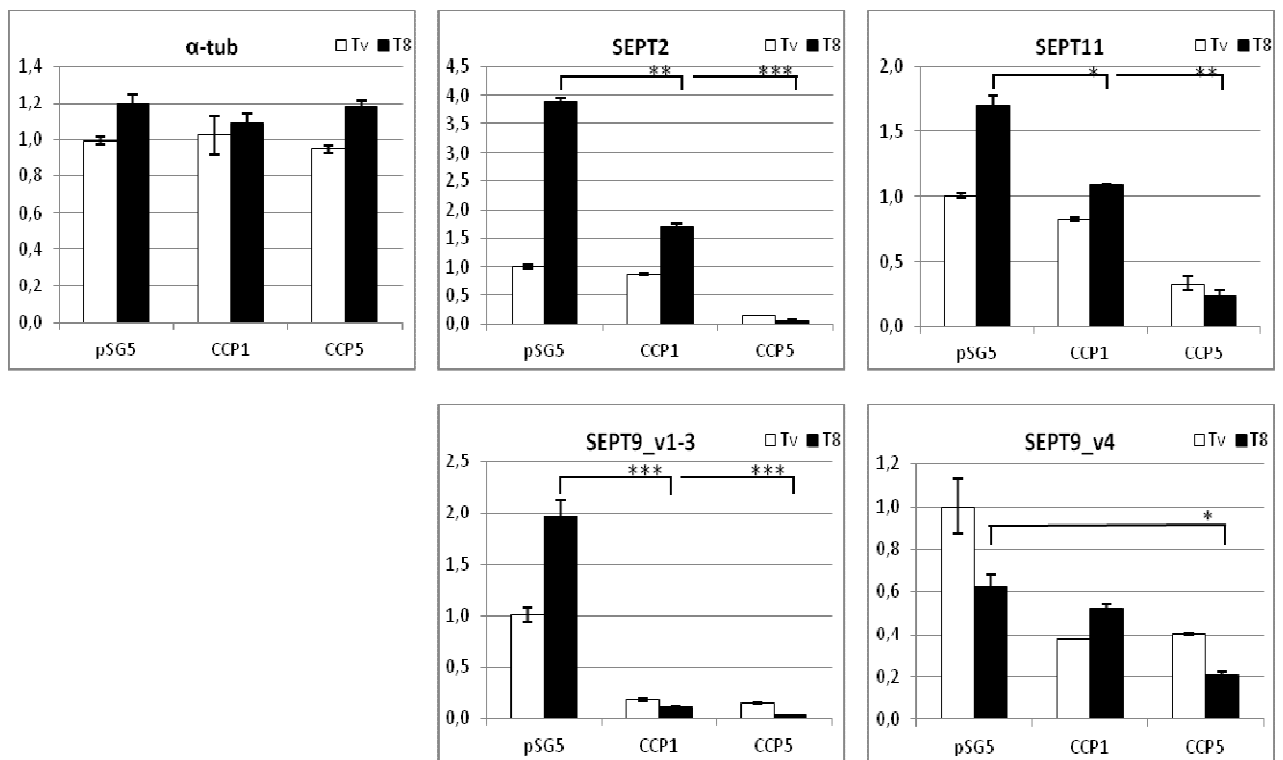 α-tub
Tv T8
1,4
1,2
1,0
0,8
0,6
0,4
0,2
0,0
pSG5 CCP1 CCP5
SEPT2
Tv T8
** ***
4,5
4,0
3,5
3,0
2,5
2,0
1,5
1,0
0,5
0,0
pSG5 CCP1 CCP5
SEPT11
Tv T8
* **
2,0
1,5
1,0
0,5
0,0
pSG5 CCP1 CCP5
SEPT9_v1-3
Tv T8
*** ***
2,5
2,0
1,5
1,0
0,5
0,0
pSG5 CCP1 CCP5
SEPT9_v4
Tv T8
*
1,2
1,0
0,8
0,6
0,4
0,2
0,0
pSG5 CCP1 CCP5